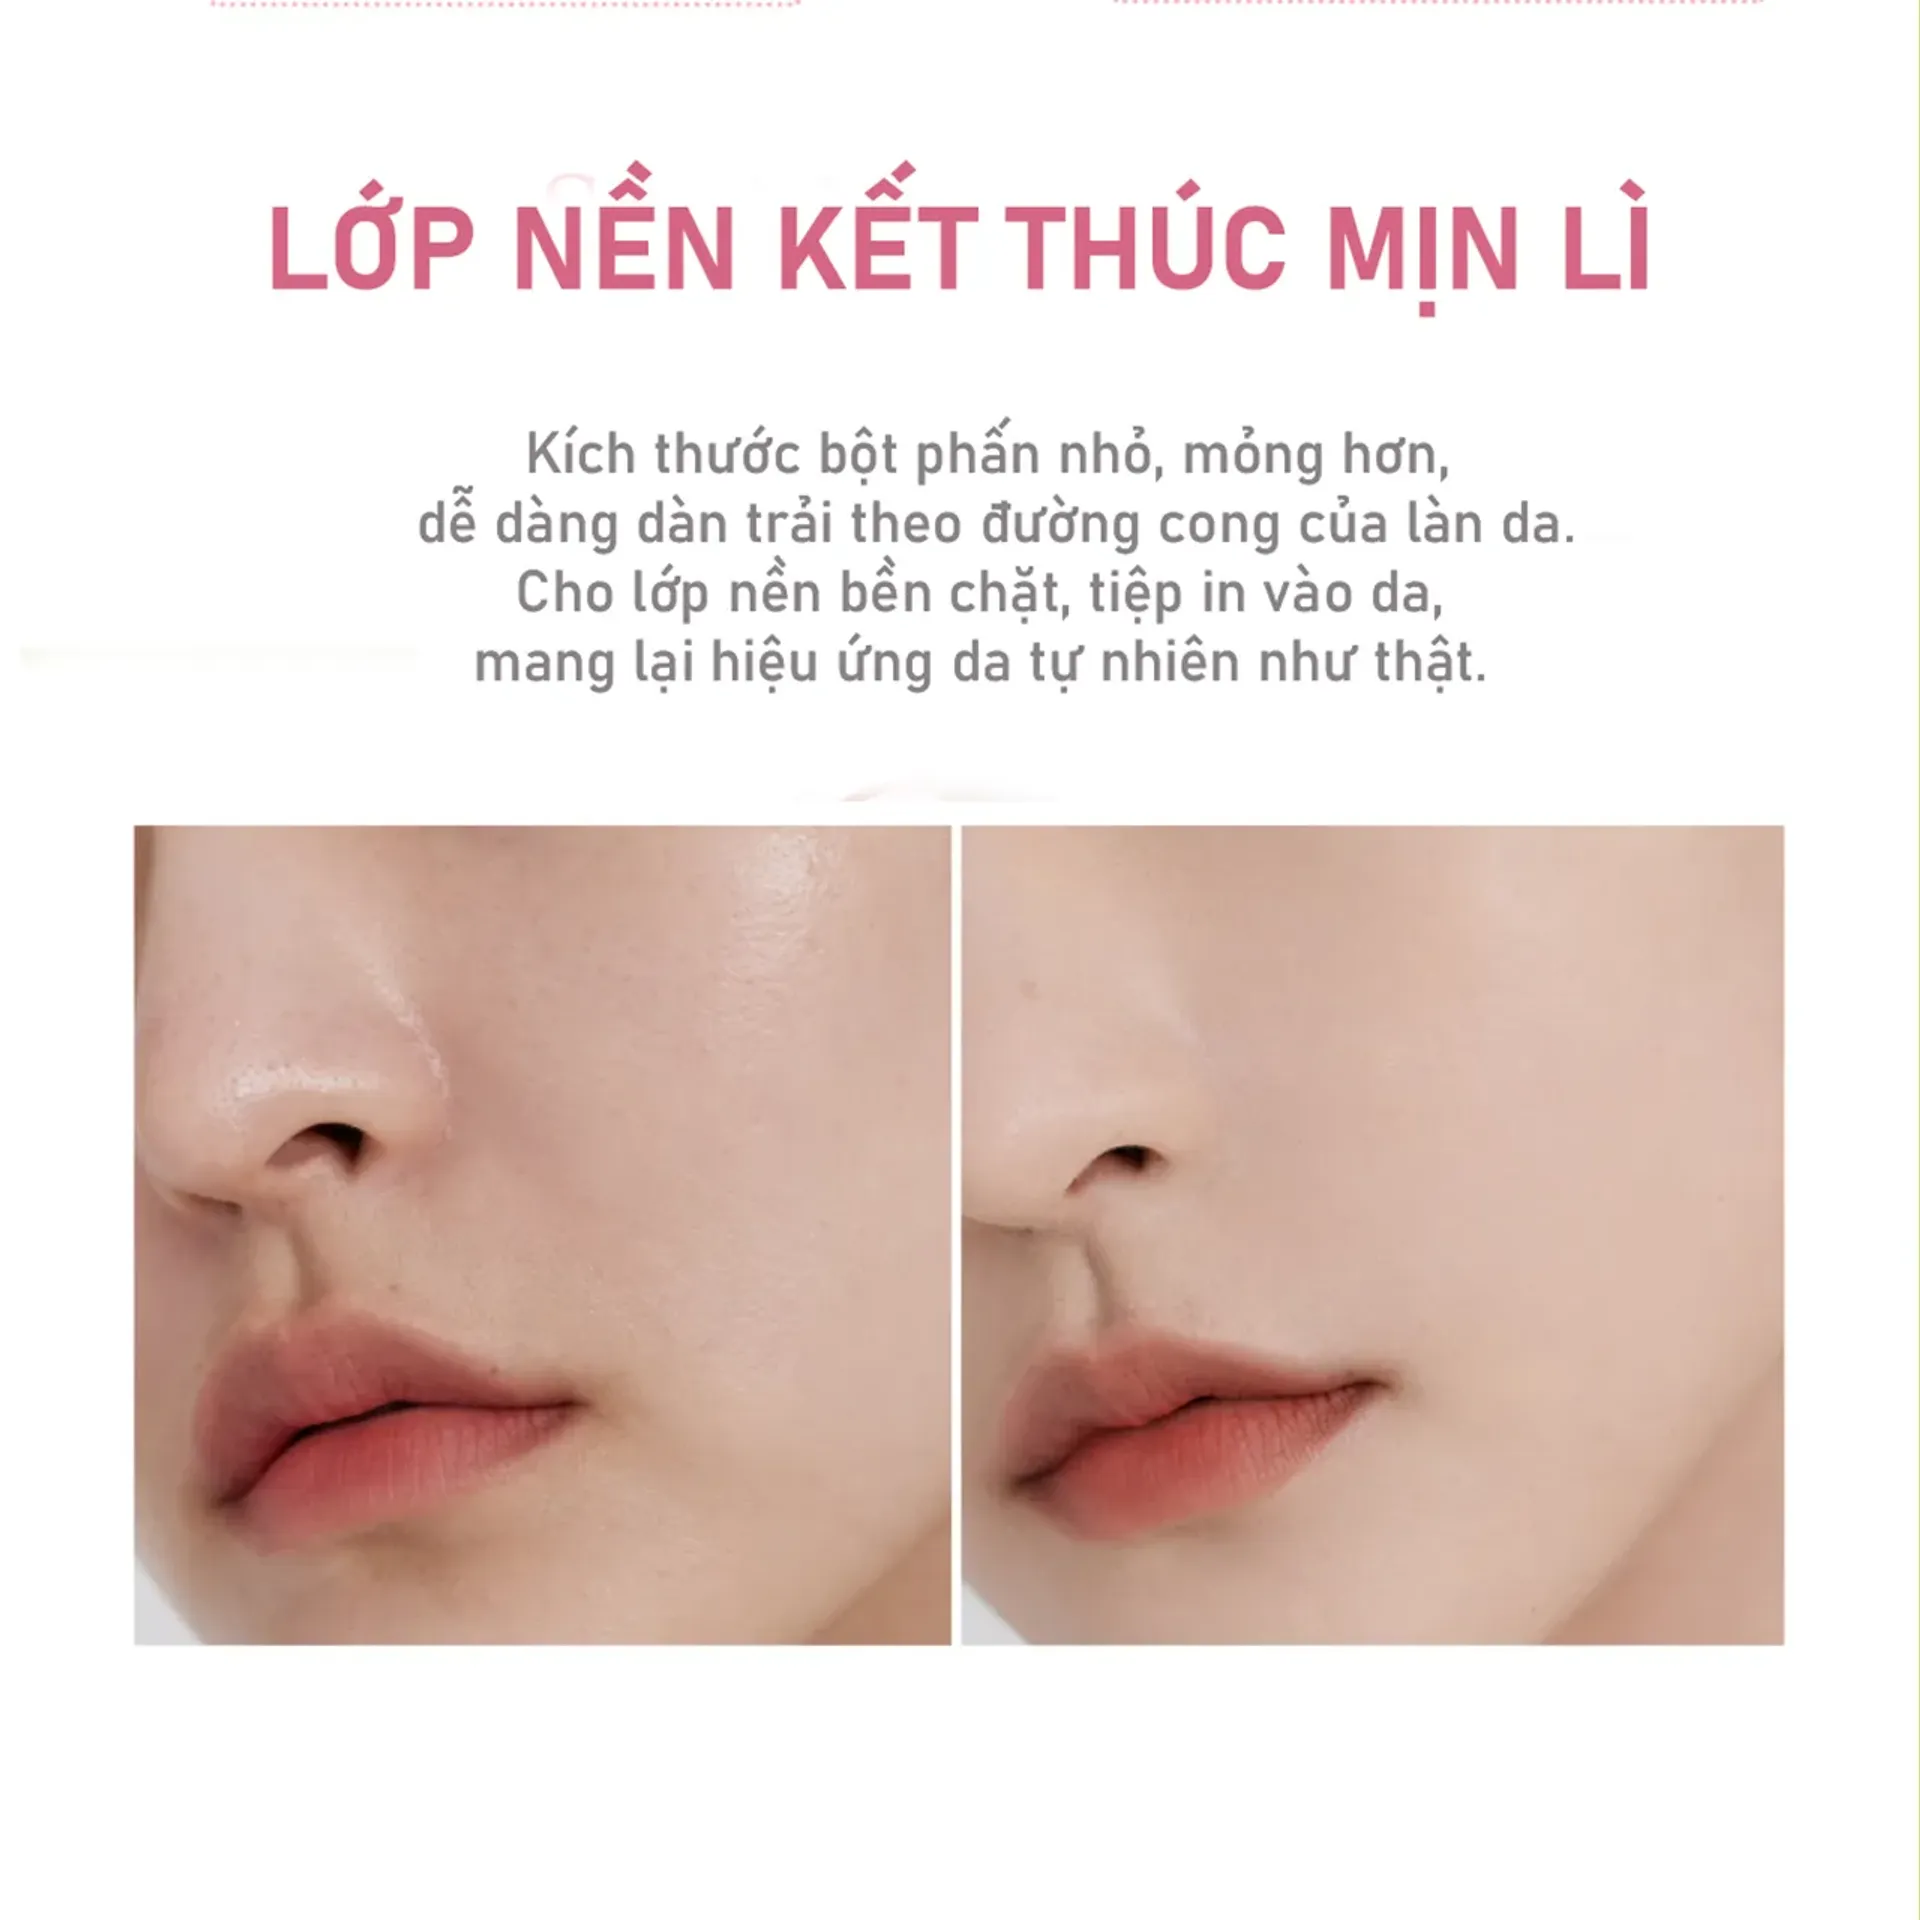 LỚP NỀN KẾT THÚC MỊN LÌ
Kích thước bột phấn nhỏ, mỏng hơn,
dễ dàng dàn trải theo đường cong của làn da.
Cho lớp nền bền chặt, tiệp in vào da,
mang lại hiệu ứng da tự nhiên như thật.